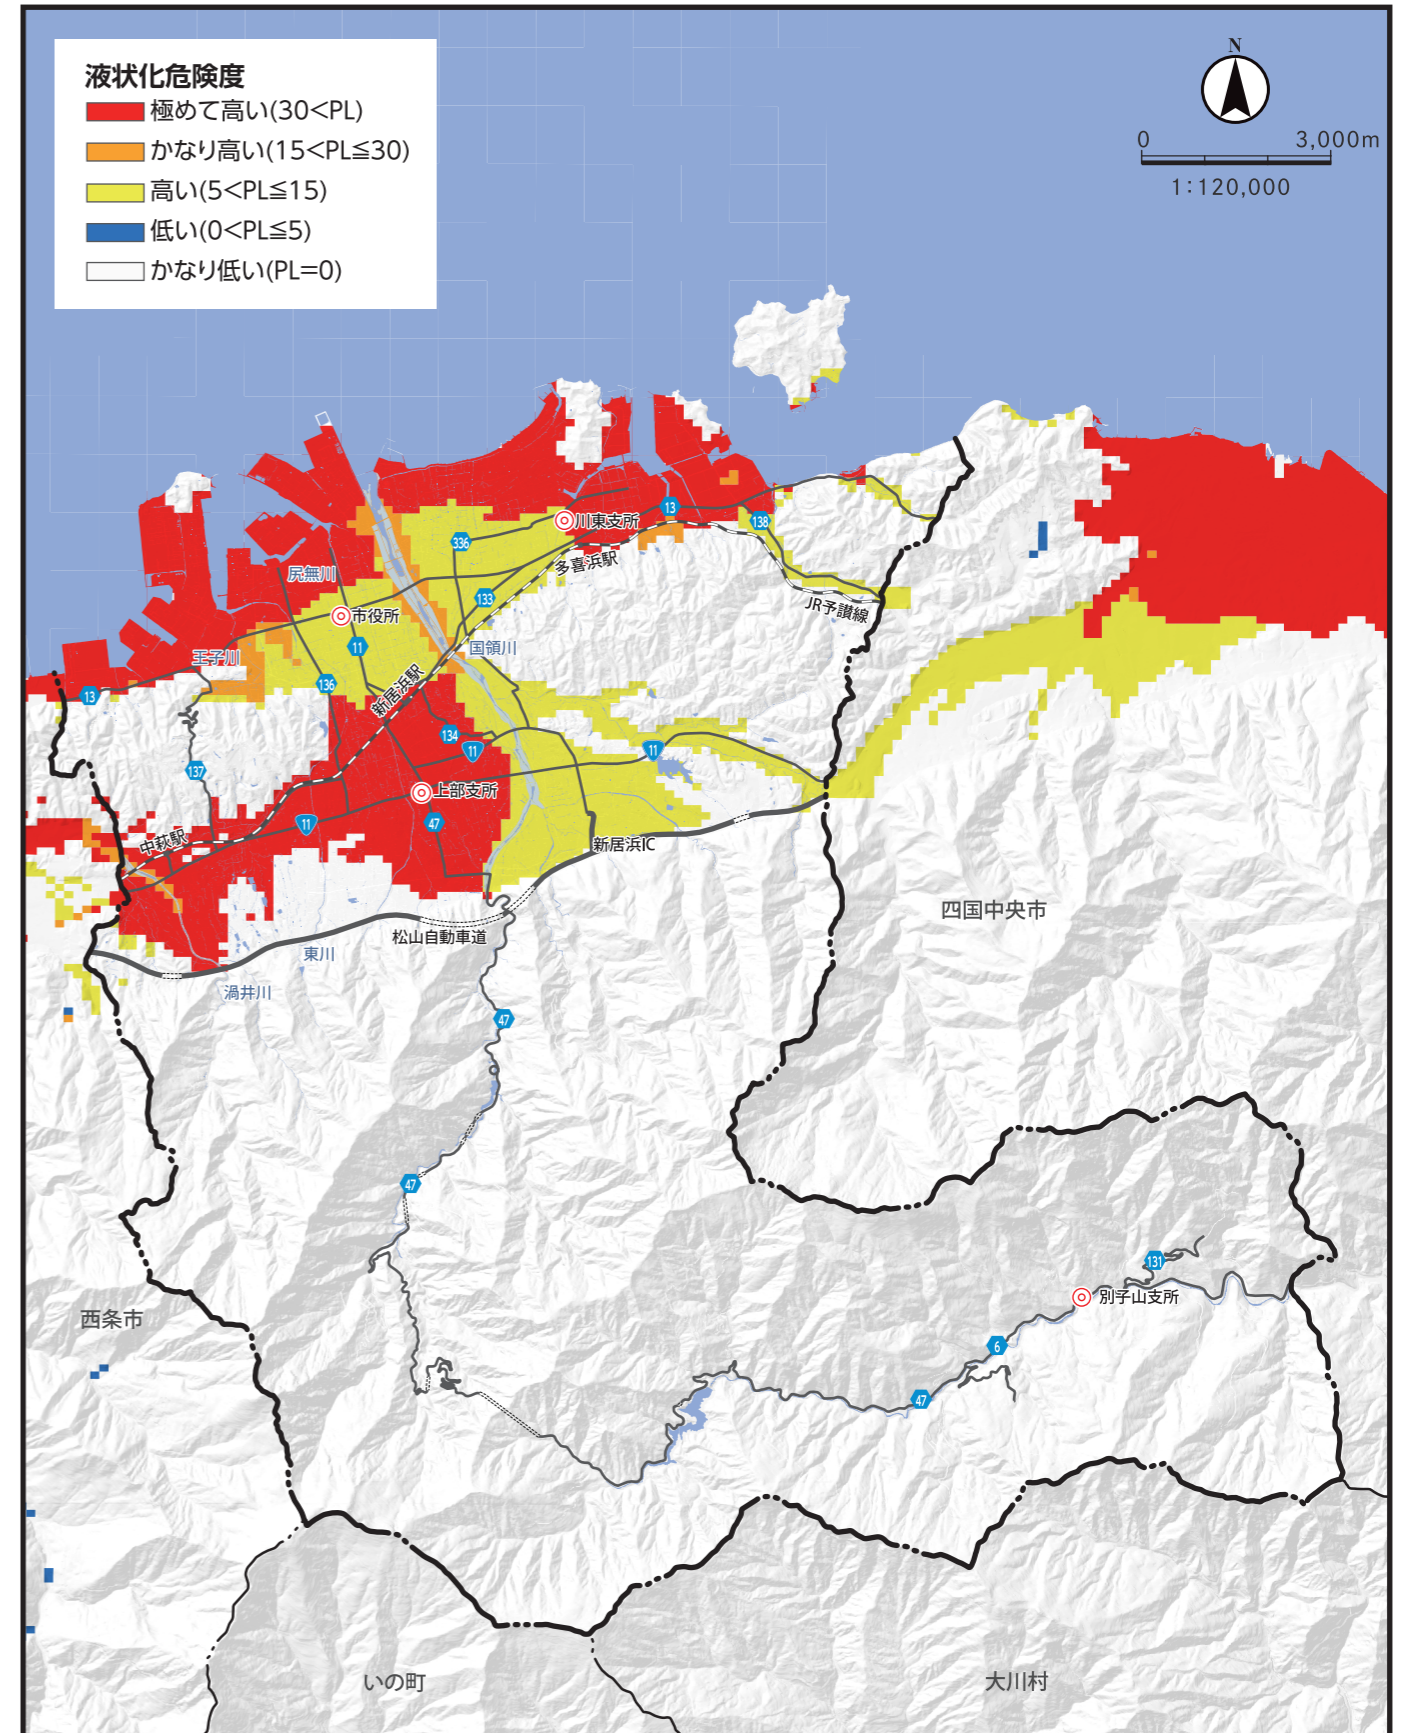 液状化危険度
極めて高い(30<PL)
かなり高い(15<PL≦30)
高い(5<PL≦15)
低い(0<PL≦5)
かなり低い(PL=0)
N
0 3,000m
1:120,000
13
川東支所
138
336
多喜浜駅
尻無川
133
JR予讃線
市役所
11
国領川
王子川
136
新居浜駅
13
134
11
11
137
上部支所
47
11
中萩駅
新居浜IC
四国中央市
松山自動車道
東川
渦井川
47
47
131
別子山支所
西条市
6
47
いの町
大川村